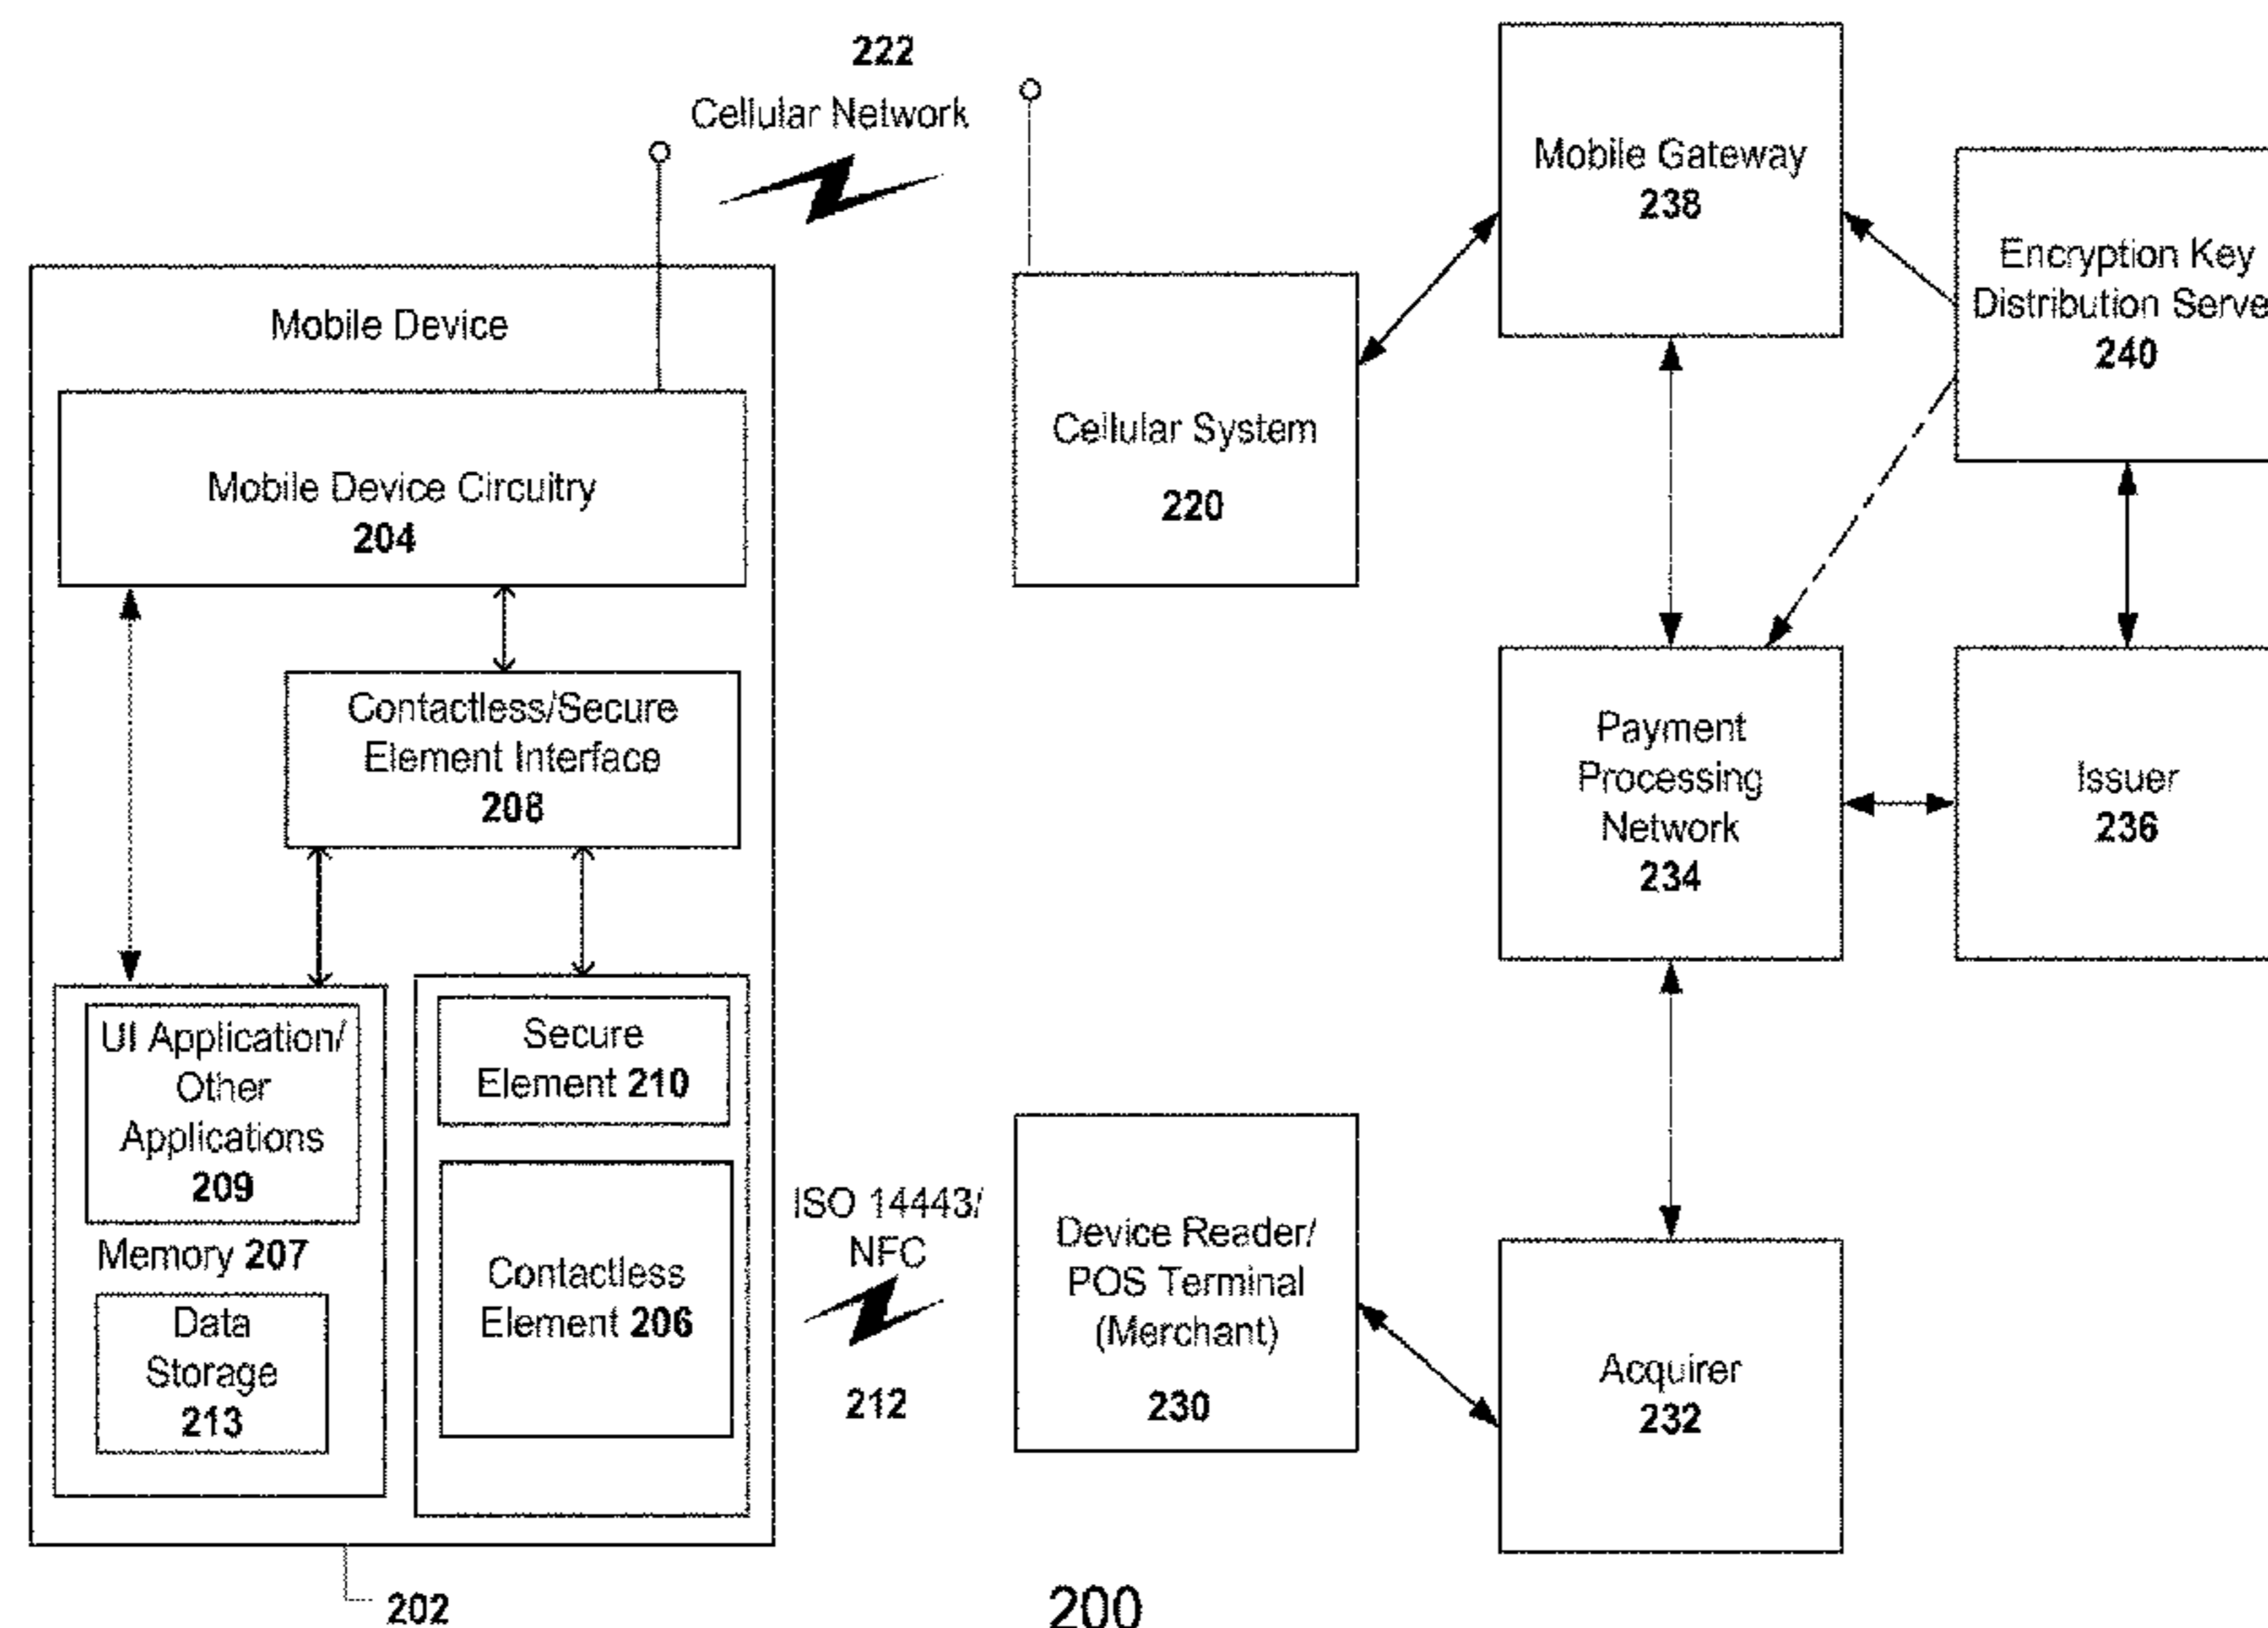 222
Cellular Network
Mobile Device
Mobile Device Circuitry
204
Contactless/Secure
Element Interface
208
UI Application/
Other
Applications
209
Memory 207
Data
Storage
213
Secure
Element 210
Contactless
Element 206
202
ISO 14443/
NFC
212
Cellular System
220
Device Reader/
POS Terminal
(Merchant)
230
Mobile Gateway
238
Encryption Key
Distribution Serve
240
Payment
Processing
Network
234
Issuer
236
Acquirer
232
200